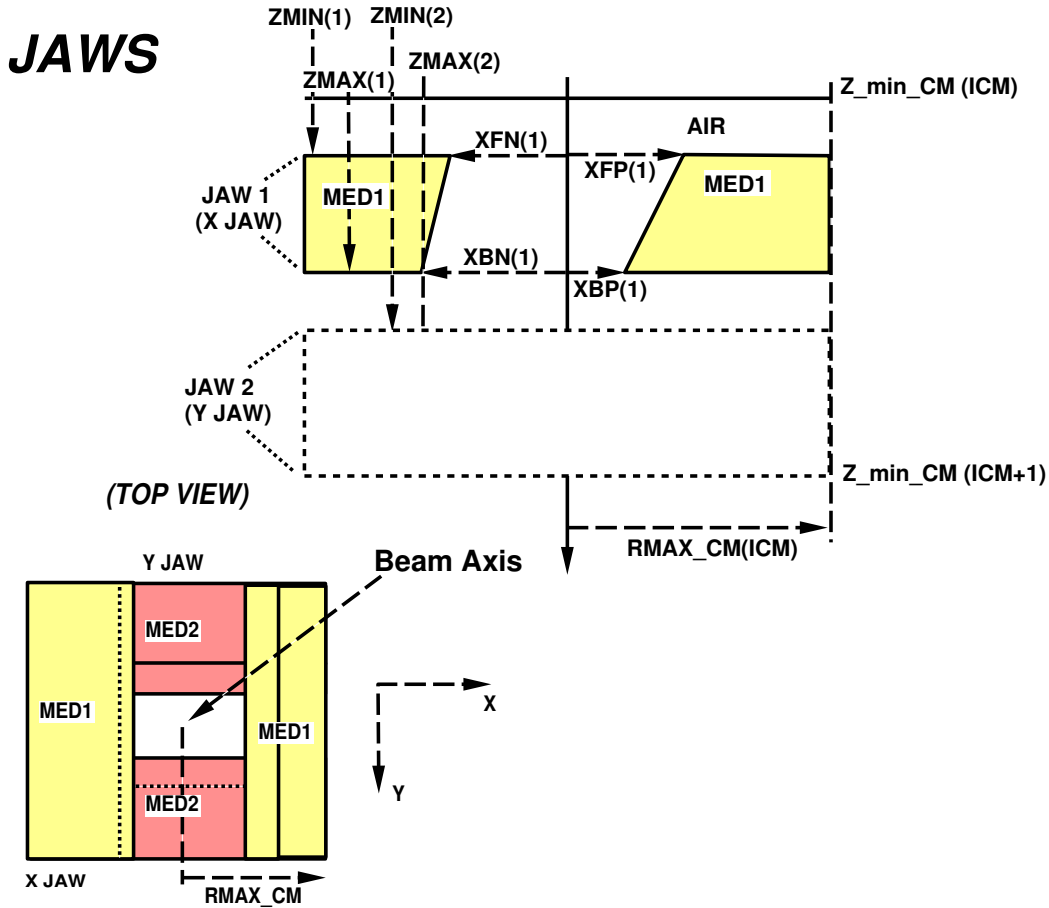 JAWS
ZMIN(1) ZMIN(2)
ZMAX(1) ZMAX(2)
Z_min_CM (ICM)
AIR
XFN(1)
XFP(1)
JAW 1
(X JAW)
MED1
MED1
XBN(1)
XBP(1)
JAW 2
(Y JAW)
Z_min_CM (ICM+1)
(TOP VIEW)
RMAX_CM(ICM)
Y JAW
Beam Axis
MED2
MED1
MED1
X
MED2
Y
X JAW
RMAX_CM